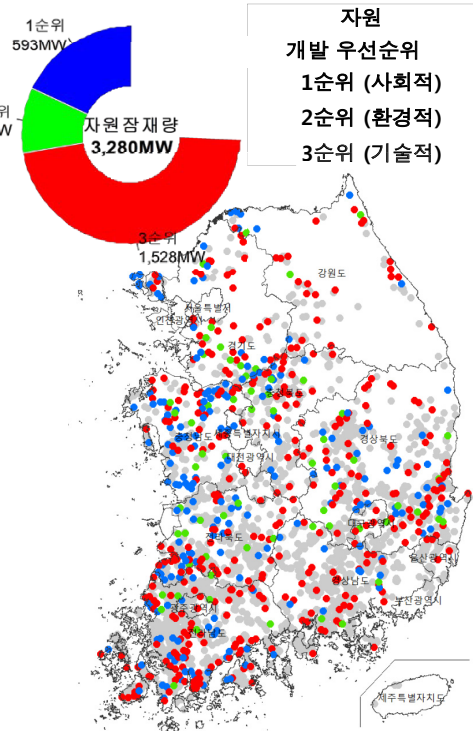 자원
개발 우선순위
1순위 (사회적)
2순위 (환경적)
3순위 (기술적)
1순위
593MW
위
W
자원잠재량
3,280MW
3순위
1,528MW
강원도
서울특별시
인천광역시
경기도
충청북도
충청남도
세종특별자치시
경상북도
대전광역시
대구광역시
전라북도
울산광역시
경상남도
부산광역시
광주광역시
전라남도
제주특별자치도